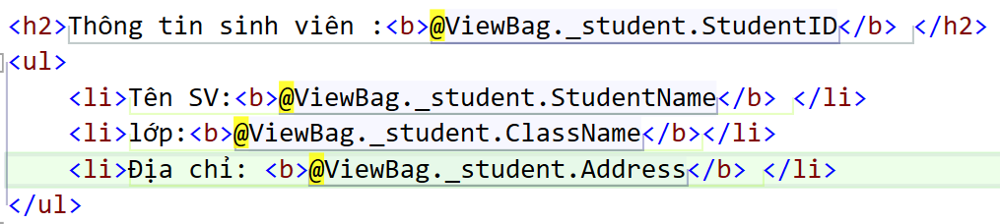 <h2>Thông tin sinh viên :<b>@ViewBag._student.StudentID</b> </h2>
<ul>
<li>Tên SV:<b>@ViewBag._student.StudentName</b> </li>
<li>lớp:<b>@ViewBag._student.ClassName</b></li>
<li>Địa chỉ: <b>@ViewBag._student.Address</b> </li>
</ul>